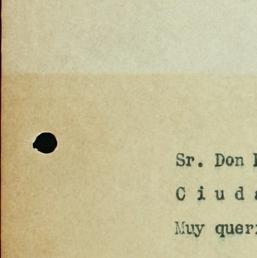 Sr. Don
C i u d
Muy quer